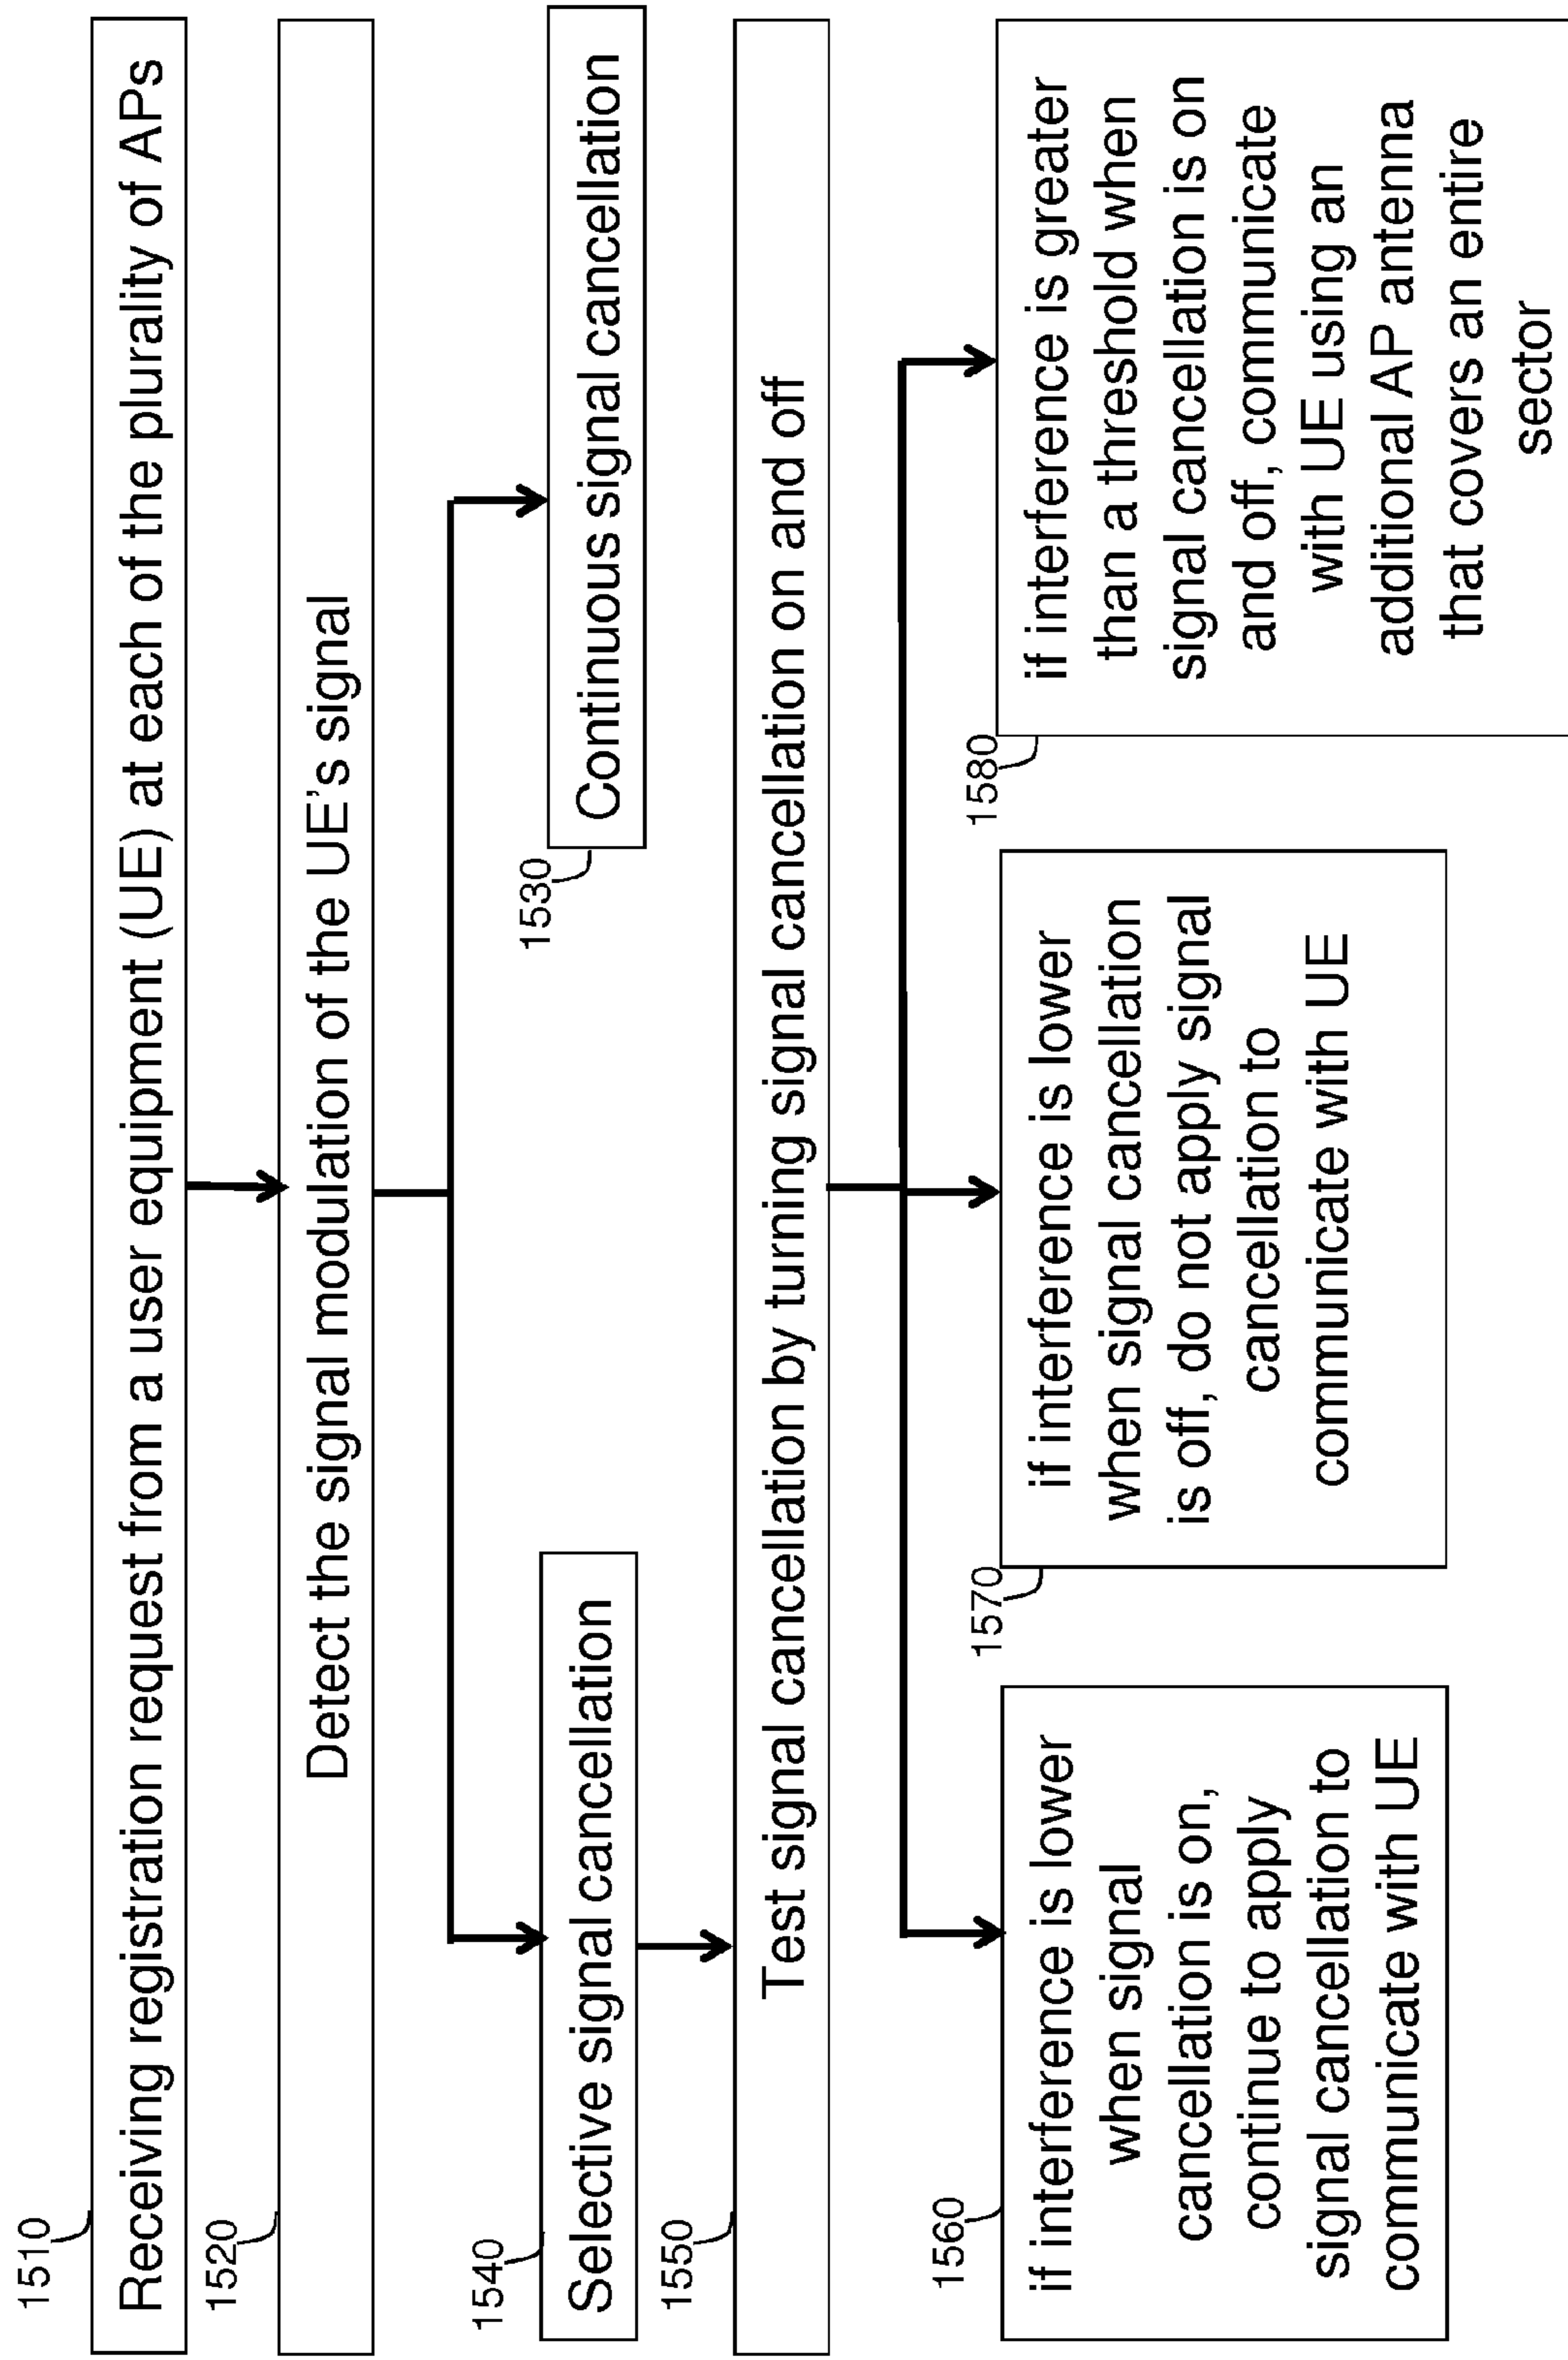 1510
Receiving registration request from a user equipment (UE) at each of the plurality of APs
1520
Detect the signal modulation of the UE's signal
1540
Selective signal cancellation
1530
Continuous signal cancellation
1550
Test signal cancellation by turning signal cancellation on and off
1560
if interference is lower
when signal
cancellation is on,
continue to apply
signal cancellation to
communicate with UE
1570
if interference is lower
when signal cancellation
is off, do not apply signal
cancellation to
communicate with UE
1580
if interference is greater
than a threshold when
signal cancellation is on
and off, communicate
with UE using an
additional AP antenna
that covers an entire
sector